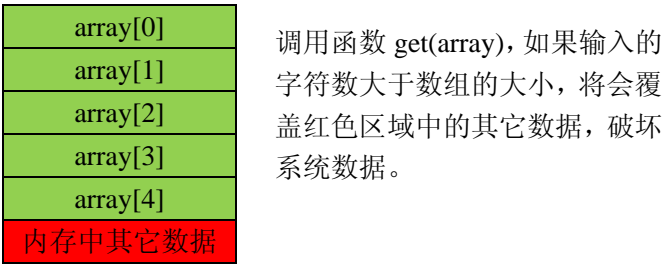 array[0]
array[1]
array[2]
array[3]
array[4]
内存中其它数据
调用函数 get(array)，如果输入的
字符数大于数组的大小，将会覆
盖红色区域中的其它数据，破坏
系统数据。